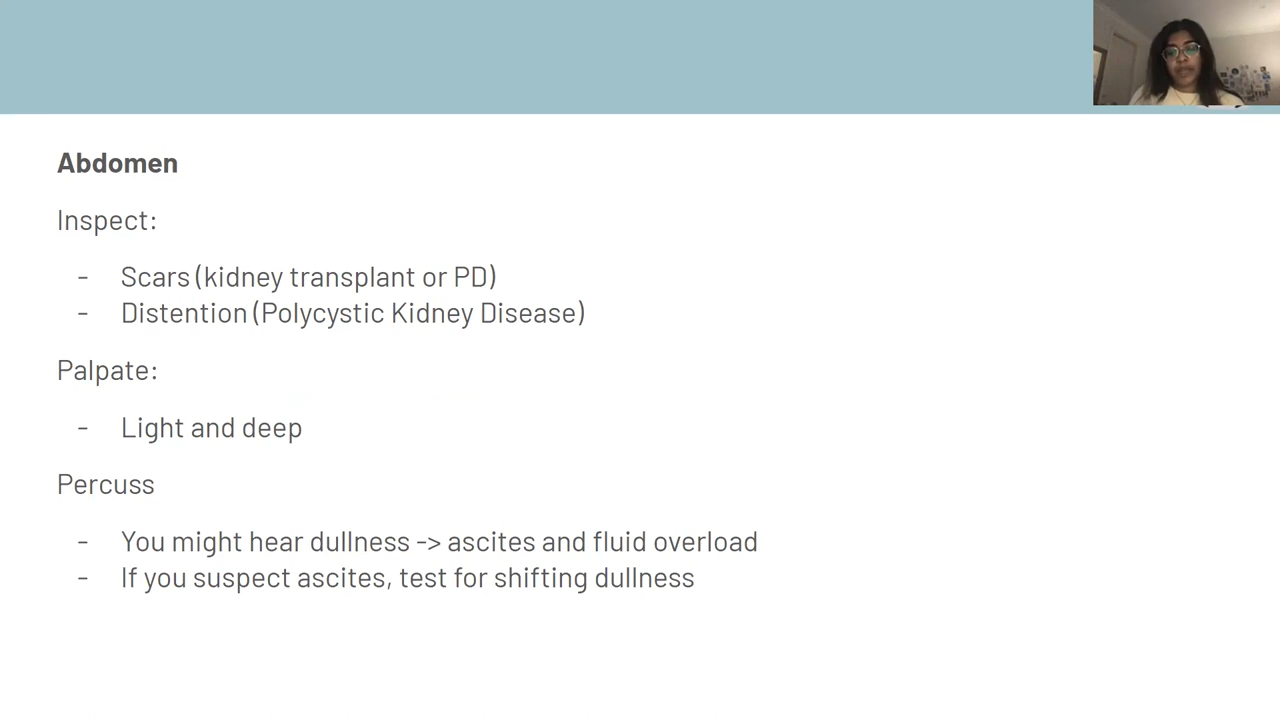 Abdomen
Inspect:
- Scars (kidney transplant or PD)
- Distention (Polycystic Kidney Disease)
Palpate:
- Light and deep
Percuss
- You might hear dullness -> ascites and fluid overload
- If you suspect ascites, test for shifting dullness